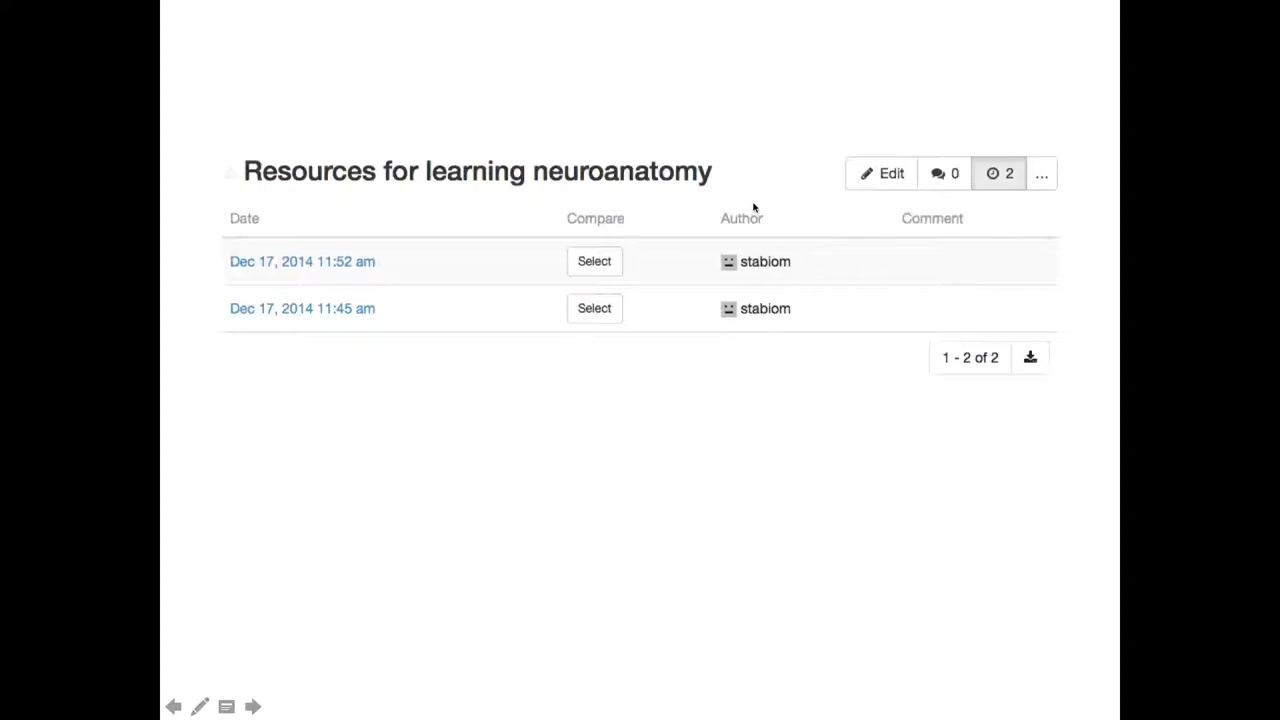 Resources for learning neuroanatomy
Edit 0 2 ...
Date Compare Author Comment
Dec 17, 2014 11:52 am Select stabiom
Dec 17, 2014 11:45 am Select stabiom
1 - 2 of 2